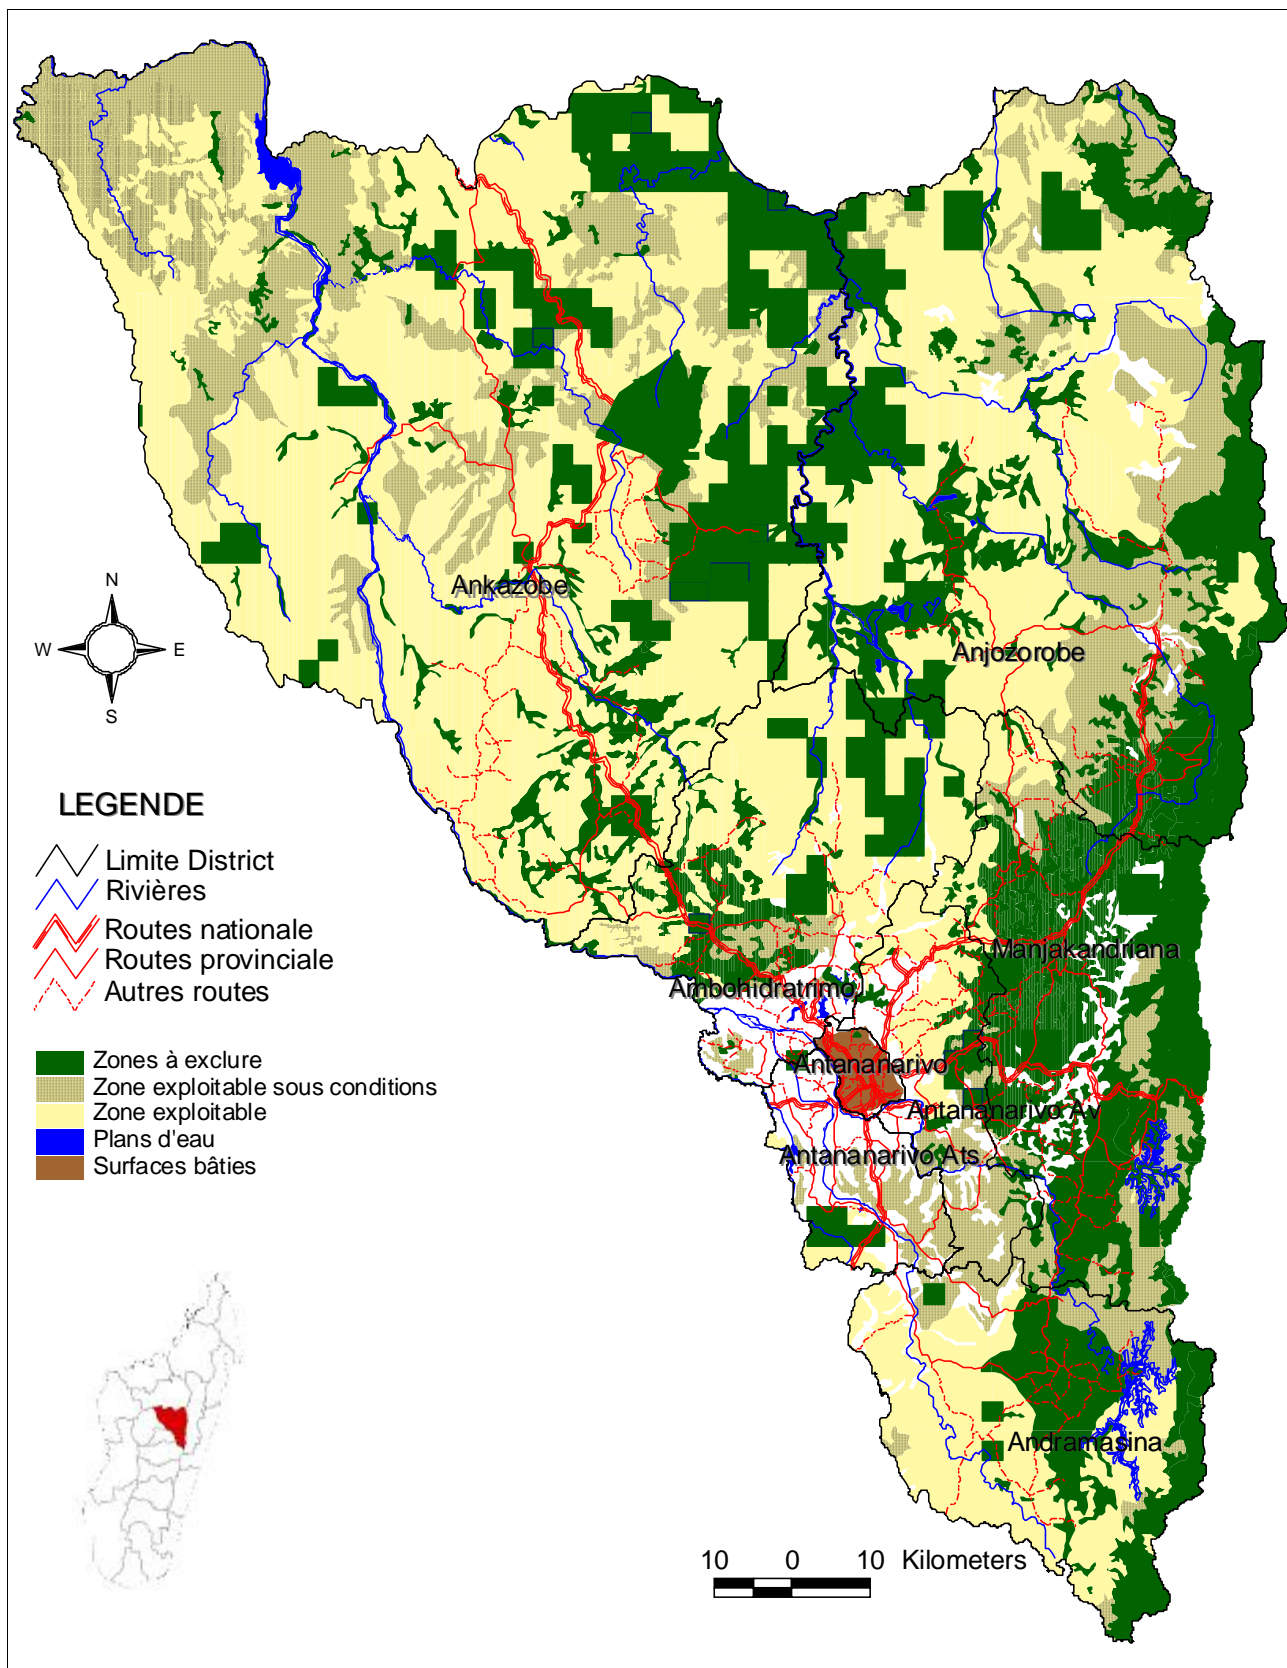 Ankazobe
Anjozorobe
N
W E
S
LEGENDE
Limite District
Rivières
Routes nationale
Routes provinciale
Autres routes
Manjakandriana
Ambohidratrimo
Zones à exclure
Zone exploitable sous conditions
Zone exploitable
Plans d'eau
Surfaces bâties
Antananarivo
Antananarivo Av
Antananarivo Ats
Andramasina
10 0 10 Kilometers